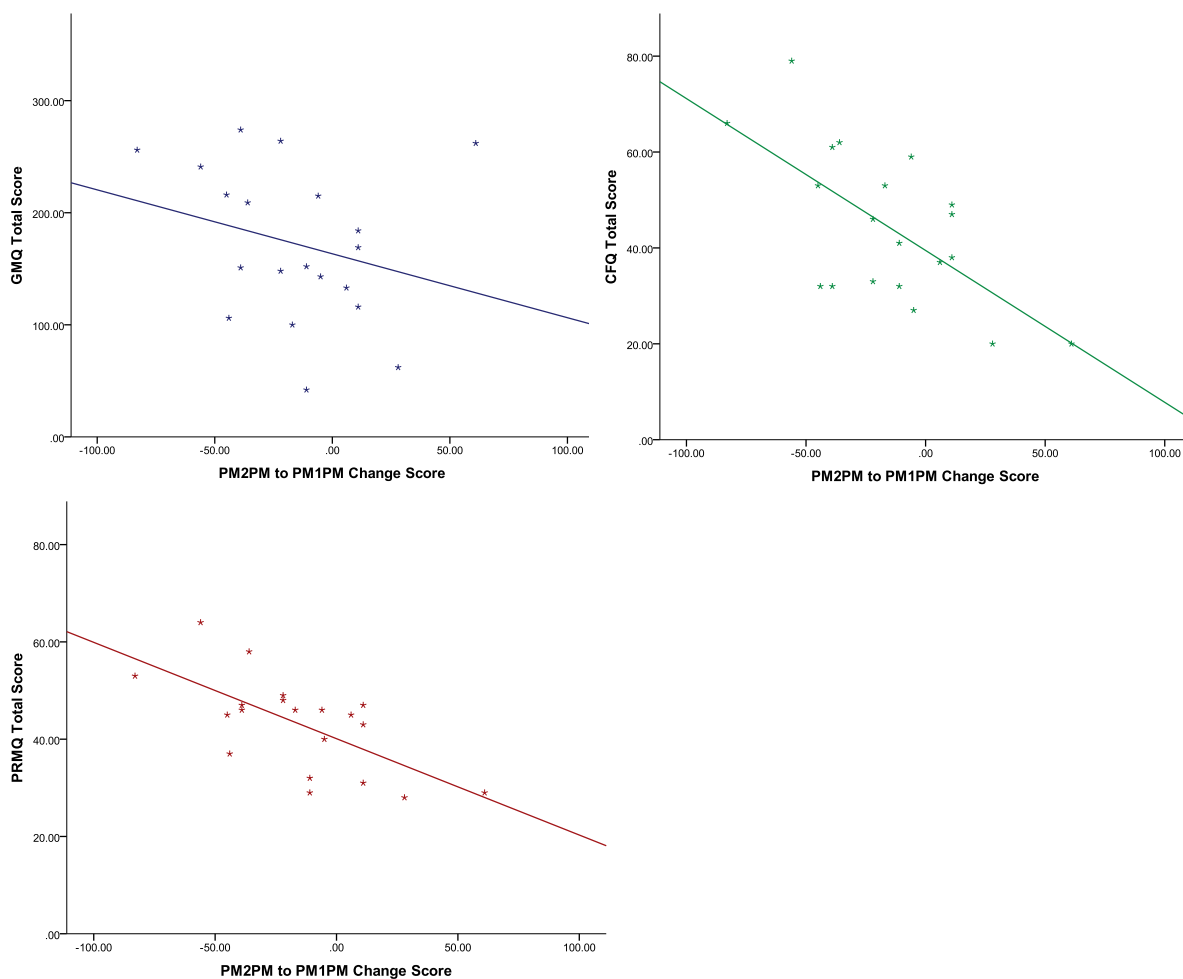 300.00
200.00
100.00
.00
GMQ Total Score
-100.00 -50.00 .00 50.00 100.00
PM2PM to PM1PM Change Score
80.00
60.00
40.00
20.00
.00
CFQ Total Score
-100.00 -50.00 .00 50.00 100.00
PM2PM to PM1PM Change Score
80.00
60.00
40.00
20.00
.00
PRMQ Total Score
-100.00 -50.00 .00 50.00 100.00
PM2PM to PM1PM Change Score